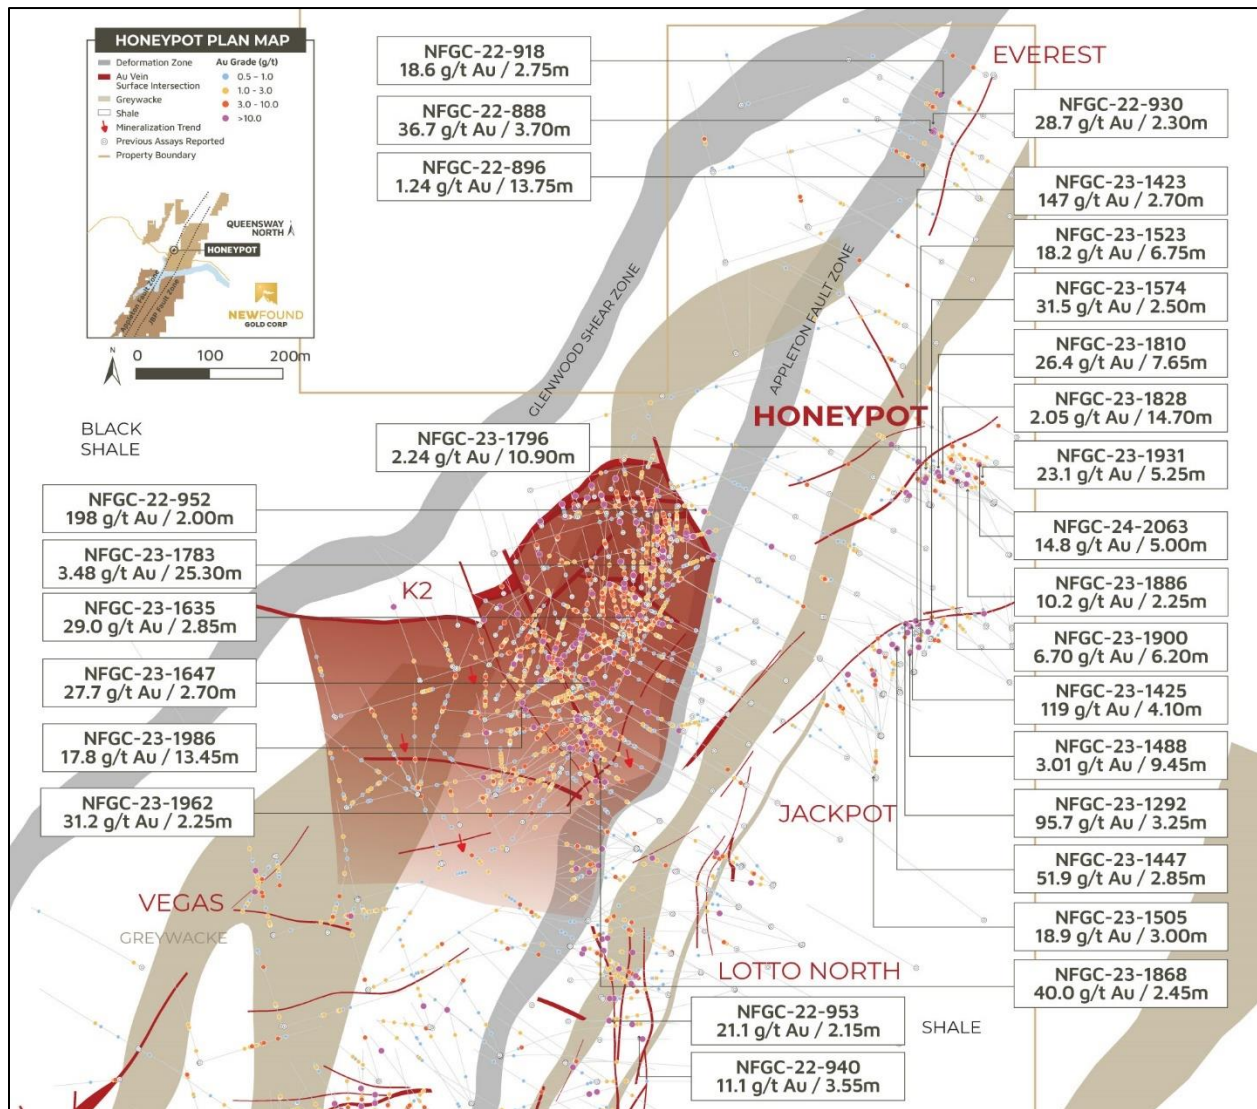 HONEYPOT PLAN MAP
Deformation Zone
Au Vein
Surface Intersection
Greywacke
Shale
Mineralization Trend
Previous Assays Reported
Property Boundary
Au Grade (g/t)
0.5 - 1.0
1.0 - 3.0
3.0 - 10.0
>10.0
QUEENSWAY
NORTH
HONEYPOT
Appleton Fault Zone
JBP Fault Zone
NEWFOUND
GOLD CORP
N
0 100 200m
NFGC-22-918
18.6 g/t Au / 2.75m
NFGC-22-888
36.7 g/t Au / 3.70m
NFGC-22-896
1.24 g/t Au / 13.75m
EVEREST
NFGC-22-930
28.7 g/t Au / 2.30m
NFGC-23-1423
147 g/t Au / 2.70m
NFGC-23-1523
18.2 g/t Au / 6.75m
NFGC-23-1574
31.5 g/t Au / 2.50m
NFGC-23-1810
26.4 g/t Au / 7.65m
NFGC-23-1828
2.05 g/t Au / 14.70m
NFGC-23-1931
23.1 g/t Au / 5.25m
NFGC-24-2063
14.8 g/t Au / 5.00m
NFGC-23-1886
10.2 g/t Au / 2.25m
NFGC-23-1900
6.70 g/t Au / 6.20m
NFGC-23-1425
119 g/t Au / 4.10m
NFGC-23-1488
3.01 g/t Au / 9.45m
NFGC-23-1292
95.7 g/t Au / 3.25m
NFGC-23-1447
51.9 g/t Au / 2.85m
NFGC-23-1505
18.9 g/t Au / 3.00m
NFGC-23-1868
40.0 g/t Au / 2.45m
GLENWOOD SHEAR ZONE
APPLETON FAULT ZONE
HONEYPOT
BLACK
SHALE
NFGC-23-1796
2.24 g/t Au / 10.90m
NFGC-22-952
198 g/t Au / 2.00m
NFGC-23-1783
3.48 g/t Au / 25.30m
NFGC-23-1635
29.0 g/t Au / 2.85m
NFGC-23-1647
27.7 g/t Au / 2.70m
NFGC-23-1986
17.8 g/t Au / 13.45m
NFGC-23-1962
31.2 g/t Au / 2.25m
K2
JACKPOT
VEGAS
GREYWACKE
LOTTO NORTH
NFGC-22-953
21.1 g/t Au / 2.15m
SHALE
NFGC-22-940
11.1 g/t Au / 3.55m